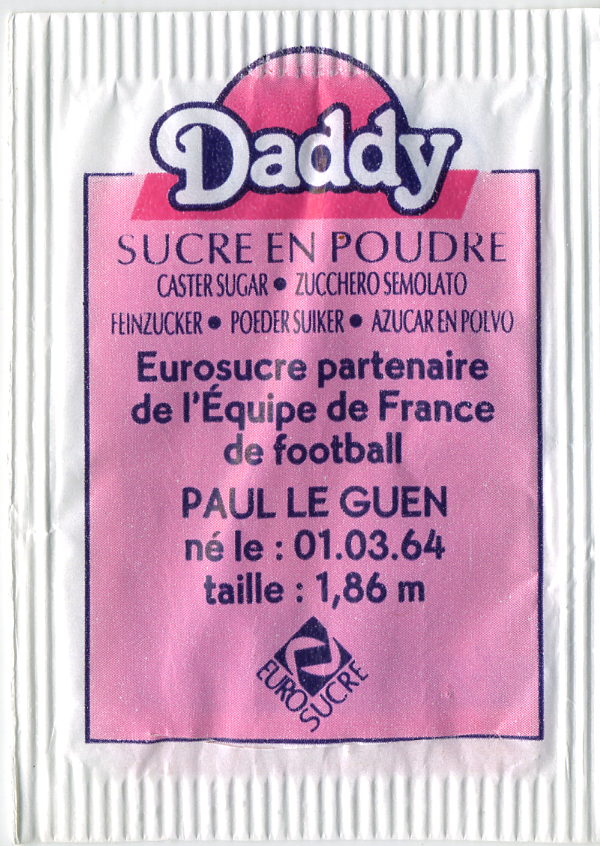 Daddy
SUCRE EN POUDRE
CASTER SUGAR • ZUCCHERO SEMOLATO
FEINZUCKER • POEDER SUIKER • AZUCAR EN POLVO
Eurosucre partenaire
de l'Équipe de France
de football
PAUL LE GUEN
né le : 01.03.64
taille : 1,86 m
EURO SUCRE